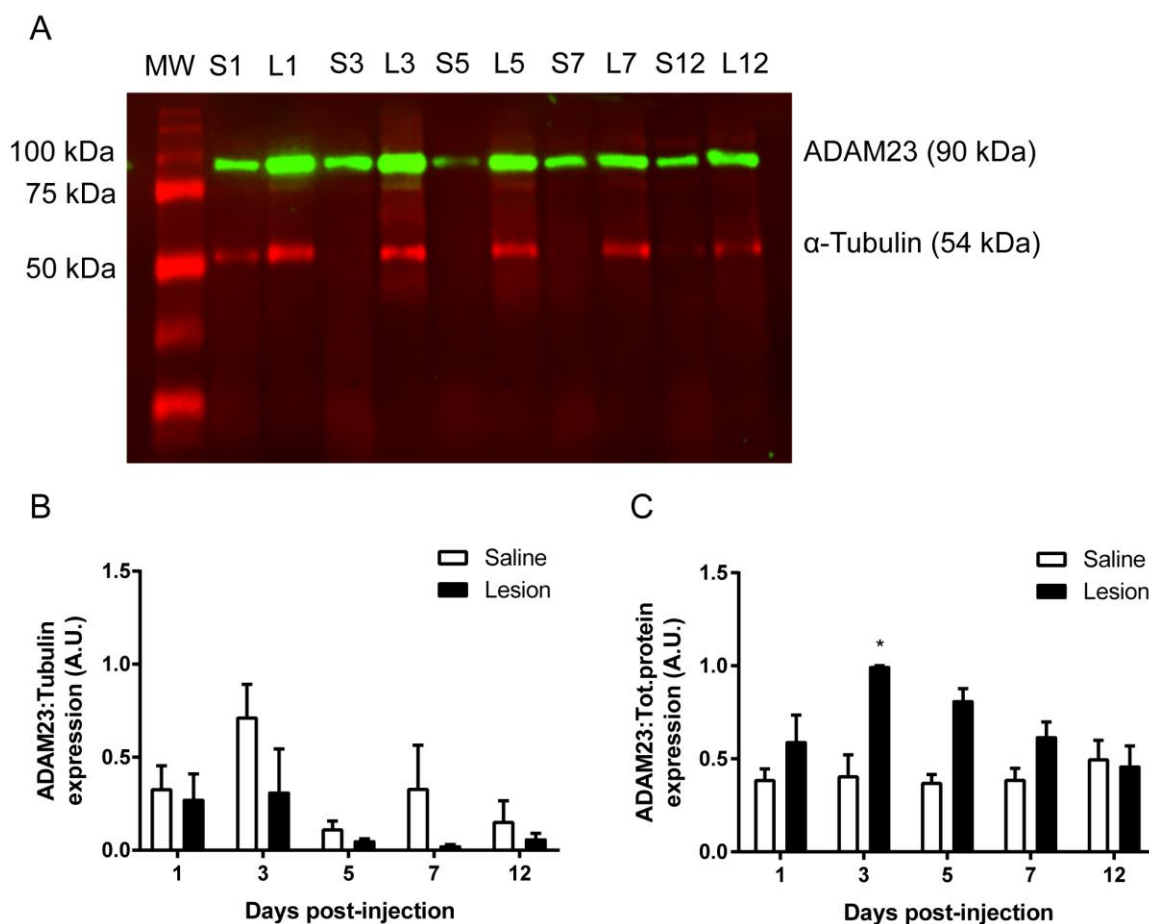 A
MW S1 L1 S3 L3 S5 L5 S7 L7 S12 L12
100 kDa
75 kDa
50 kDa
ADAM23 (90 kDa)
α-Tubulin (54 kDa)
B
Saline
Lesion
ADAM23:Tubulin
expression (A.U.)
1.5
1.0
0.5
0.0
1 3 5 7 12
Days post-injection
C
Saline
Lesion
ADAM23:Tot.protein
expression (A.U.)
1.5
1.0
0.5
0.0
*
1 3 5 7 12
Days post-injection